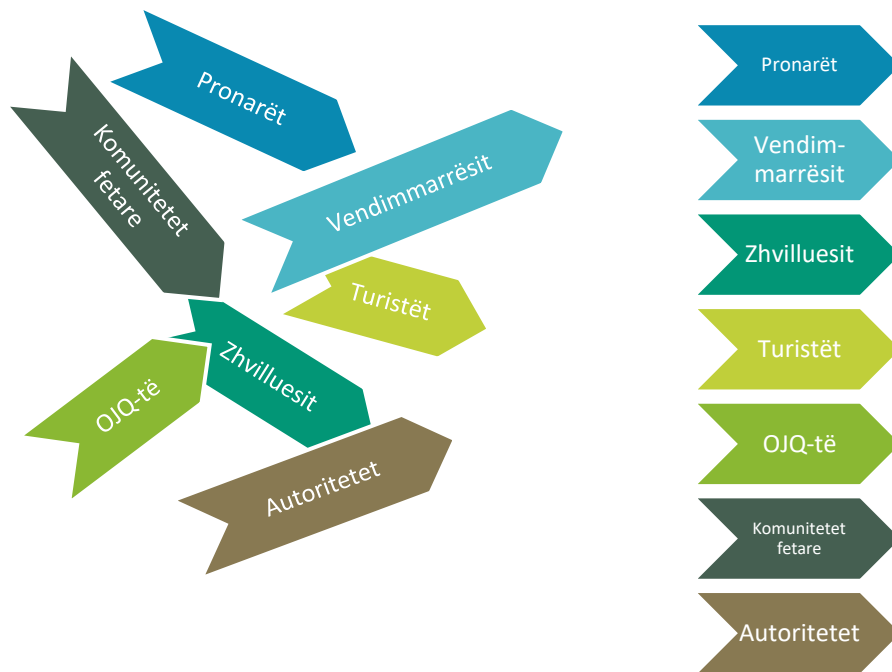 Pronarët
Komunitetet
fetare
Vendimmarrësit
Turistët
Zhvilluesit
OJQ-të
Autoritetet
Pronarët
Vendim-
marrësit
Zhvilluesit
Turistët
OJQ-të
Komunitetet
fetare
Autoritetet